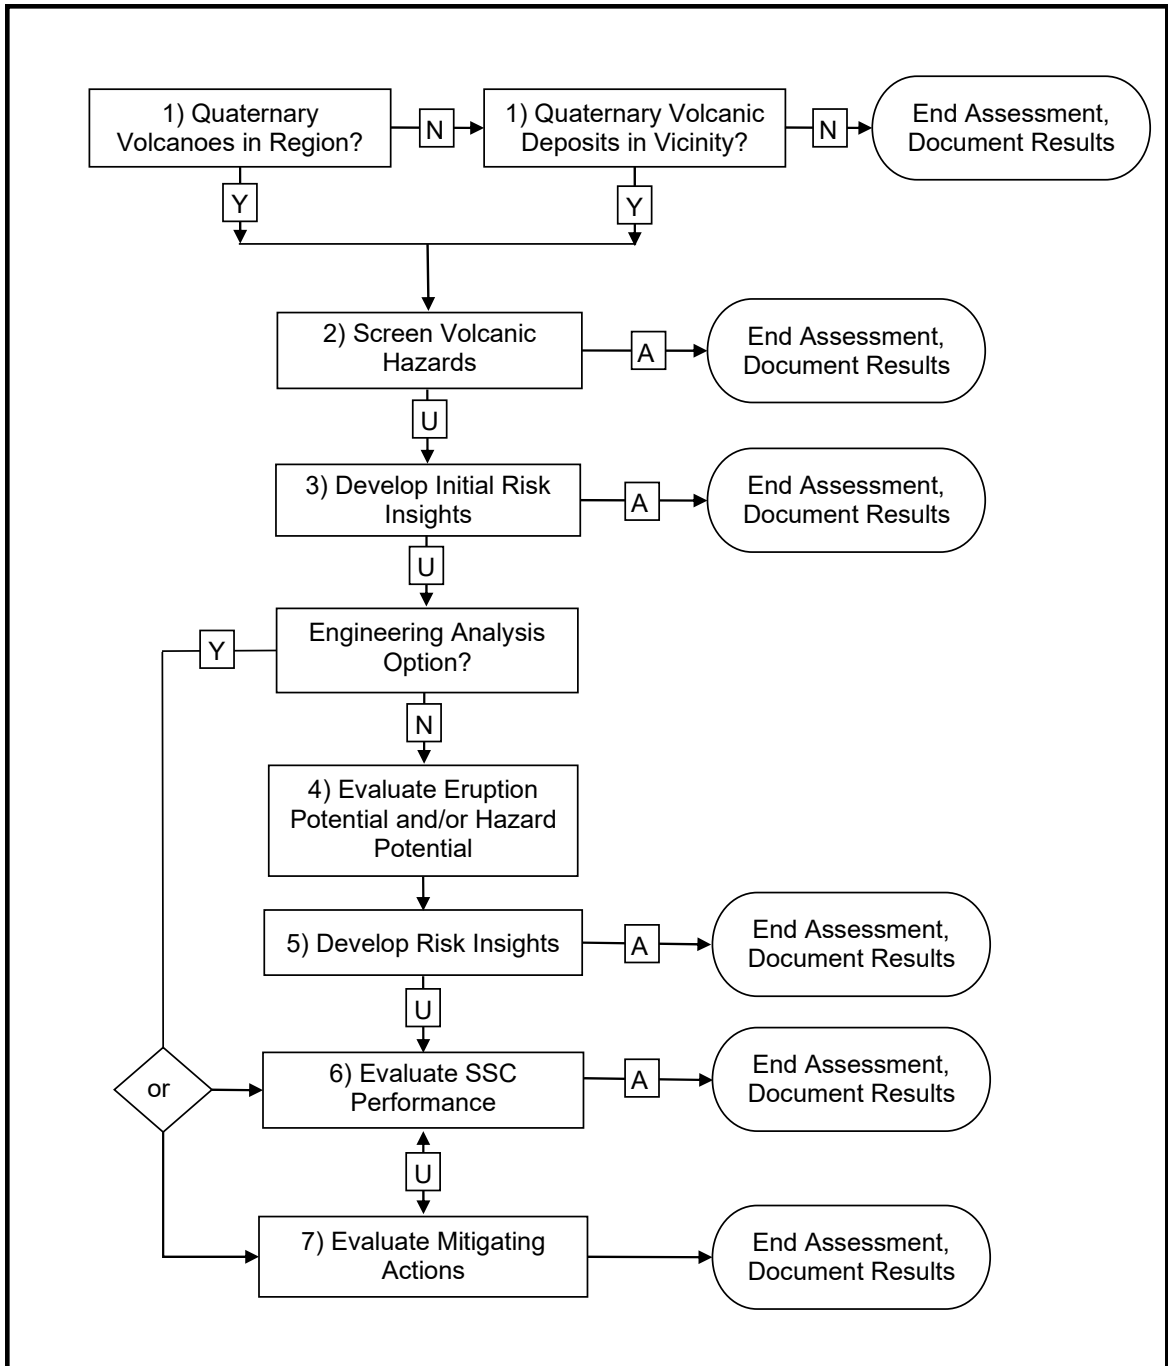 1) Quaternary
Volcanoes in Region?
N
1) Quaternary Volcanic
Deposits in Vicinity?
N
End Assessment,
Document Results
Y
Y
2) Screen Volcanic
Hazards
A
End Assessment,
Document Results
U
3) Develop Initial Risk
Insights
A
End Assessment,
Document Results
U
Engineering Analysis
Option?
Y
N
4) Evaluate Eruption
Potential and/or Hazard
Potential
5) Develop Risk Insights
A
End Assessment,
Document Results
U
or
6) Evaluate SSC
Performance
A
End Assessment,
Document Results
U
7) Evaluate Mitigating
Actions
End Assessment,
Document Results